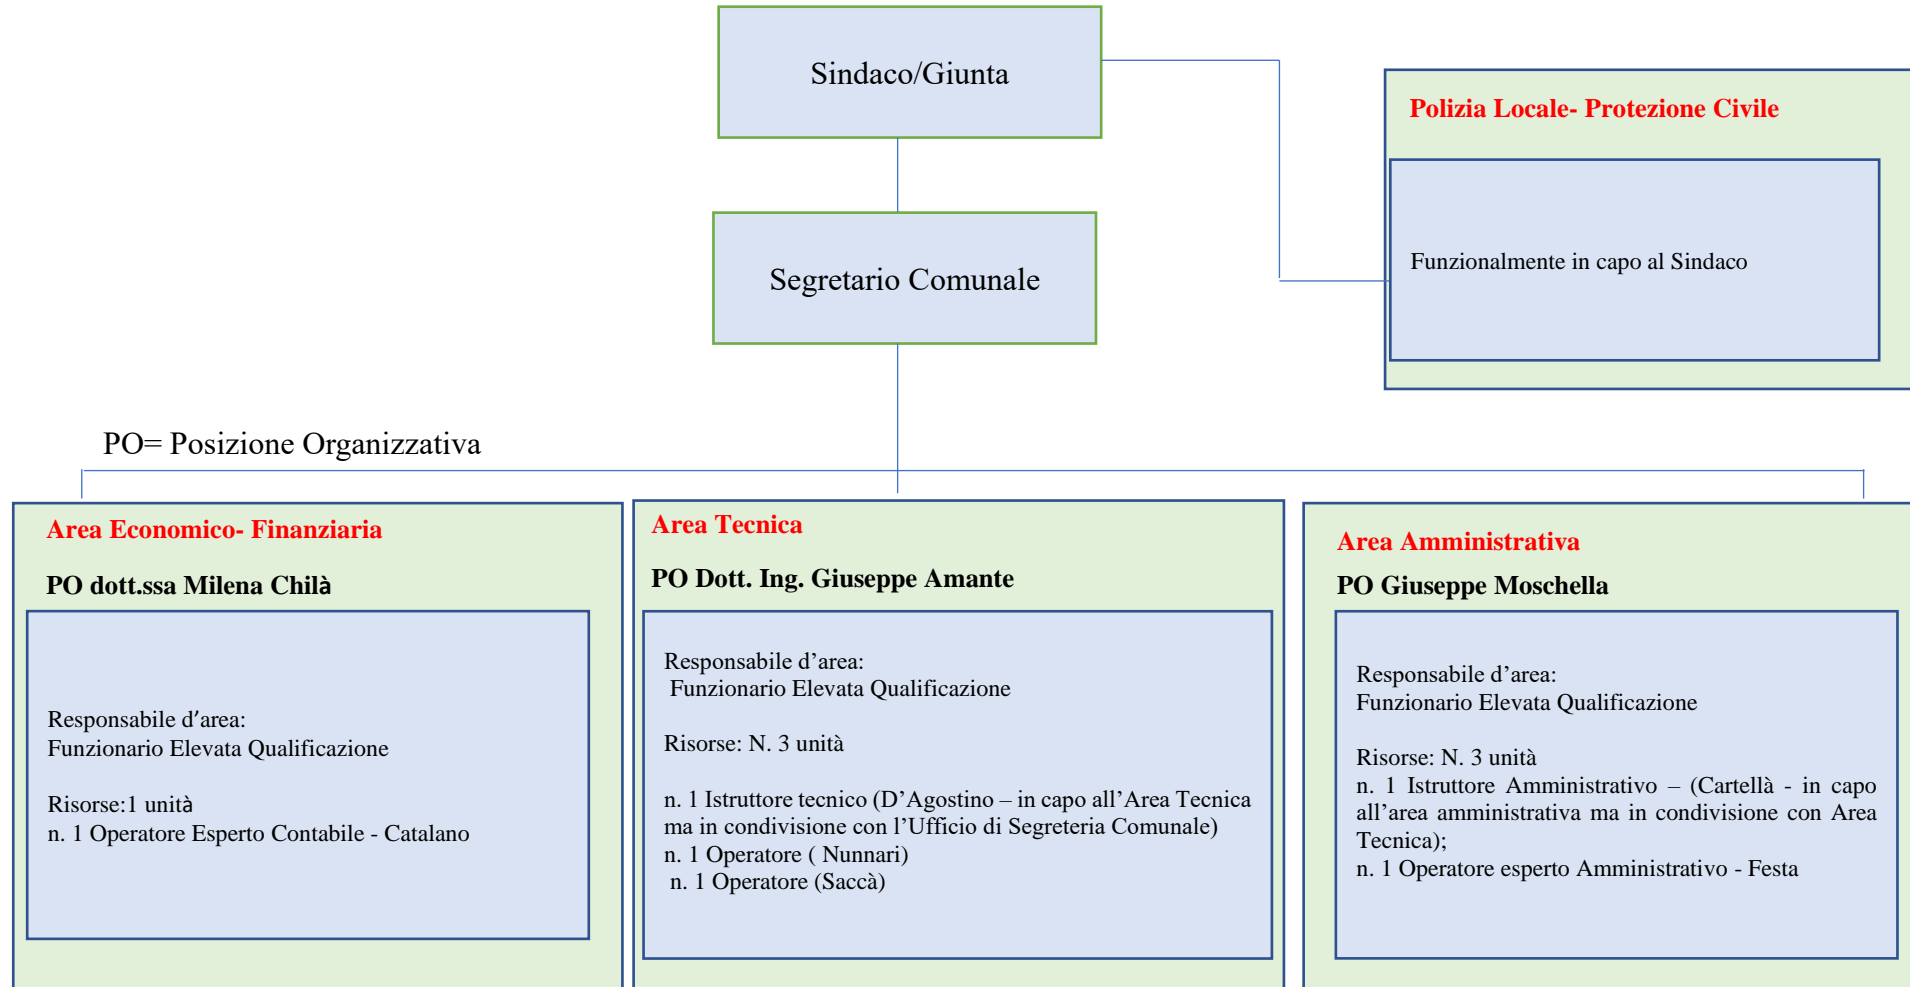 Sindaco/Giunta
Polizia Locale- Protezione Civile
Funzionalmente in capo al Sindaco
Segretario Comunale
PO= Posizione Organizzativa
Area Economico- Finanziaria
PO dott.ssa Milena Chilà
Responsabile d’area:
Funzionario Elevata Qualificazione
Risorse:1 unità
n. 1 Operatore Esperto Contabile - Catalano
Area Tecnica
PO Dott. Ing. Giuseppe Amante
Responsabile d’area:
Funzionario Elevata Qualificazione
Risorse: N. 3 unità
n. 1 Istruttore tecnico (D’Agostino – in capo all’Area Tecnica
ma in condivisione con l’Ufficio di Segreteria Comunale)
n. 1 Operatore ( Nunnari)
n. 1 Operatore (Saccà)
Area Amministrativa
PO Giuseppe Moschella
Responsabile d’area:
Funzionario Elevata Qualificazione
Risorse: N. 3 unità
n. 1 Istruttore Amministrativo – (Cartellà - in capo
all’area amministrativa ma in condivisione con Area
Tecnica);
n. 1 Operatore esperto Amministrativo - Festa